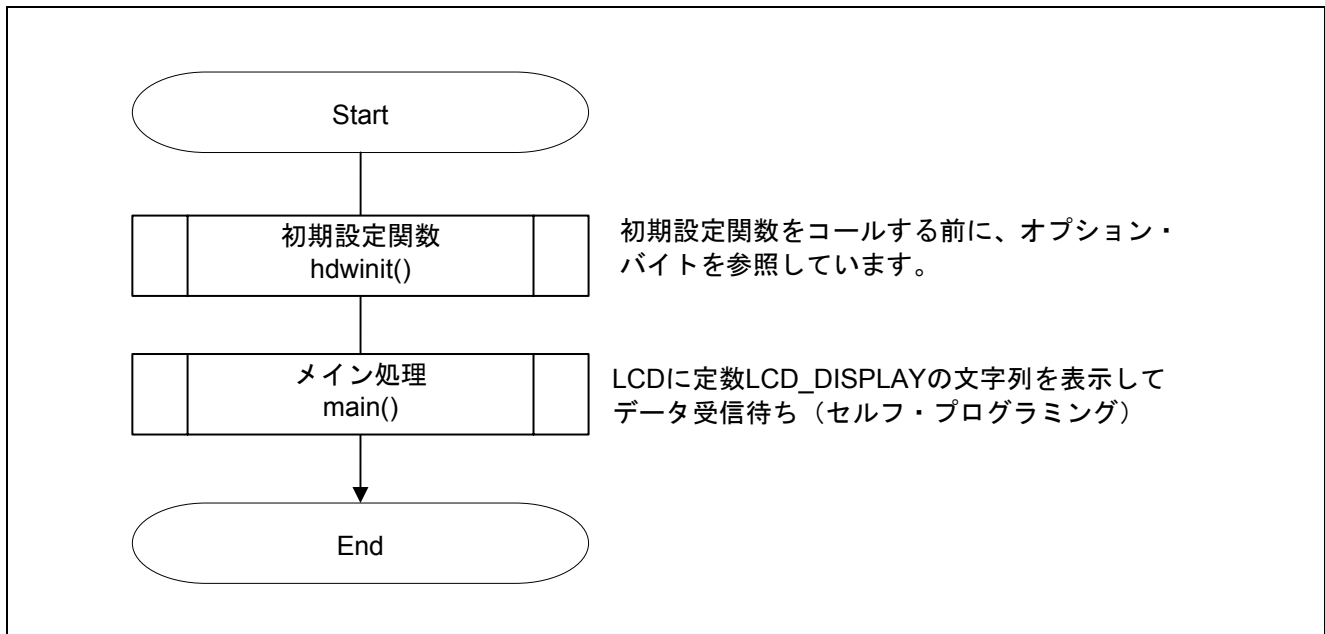 Start
初期設定関数
hdwinit()
初期設定関数をコールする前に、オプション・
バイトを参照しています。
メイン処理
main()
LCDに定数LCD_DISPLAYの文字列を表示して
データ受信待ち（セルフ・プログラミング）
End